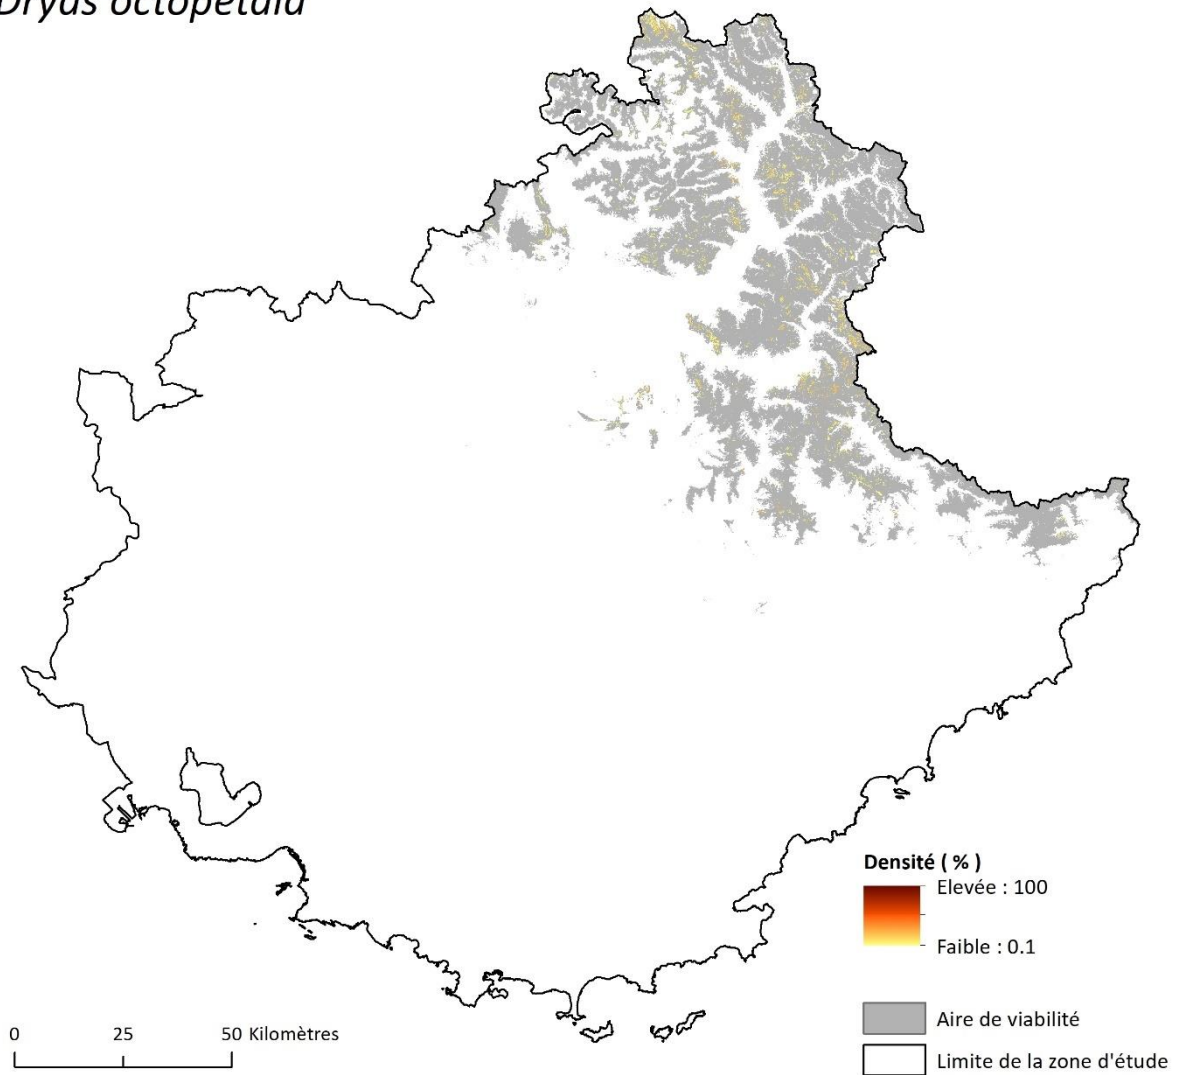 Dryas octopetala
Densité ( % )
Elevée : 100
Faible : 0.1
0 25 50 Kilomètres
Aire de viabilité
Limite de la zone d'étude